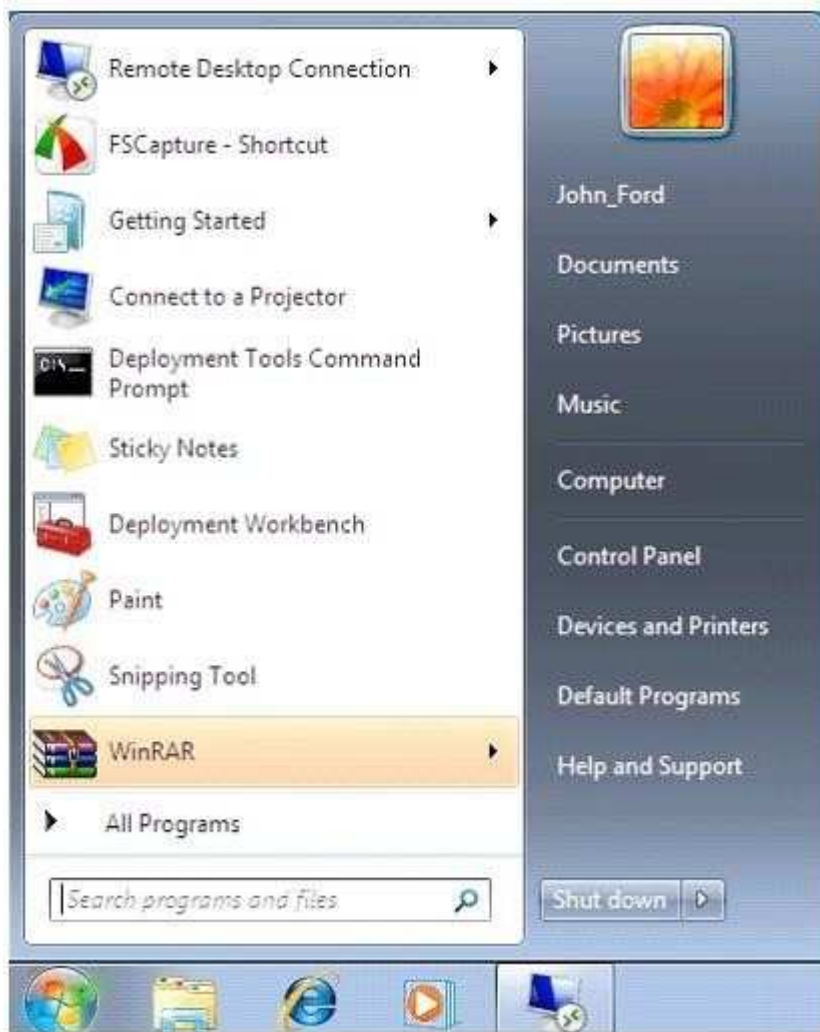 Remote Desktop Connection
FSCapture - Shortcut
Getting Started
Connect to a Projector
C:\_
Deployment Tools Command
Prompt
Sticky Notes
Deployment Workbench
Paint
Snipping Tool
WinRAR
All Programs
Search programs and files
John_Ford
Documents
Pictures
Music
Computer
Control Panel
Devices and Printers
Default Programs
Help and Support
Shut down